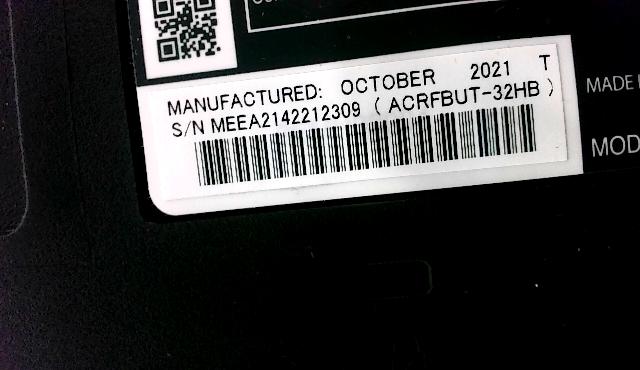 MANUFACTURED: OCTOBER 2021 T
S/N MEEA2142212309 ( ACRFBUT-32HB )
MADE
MOD